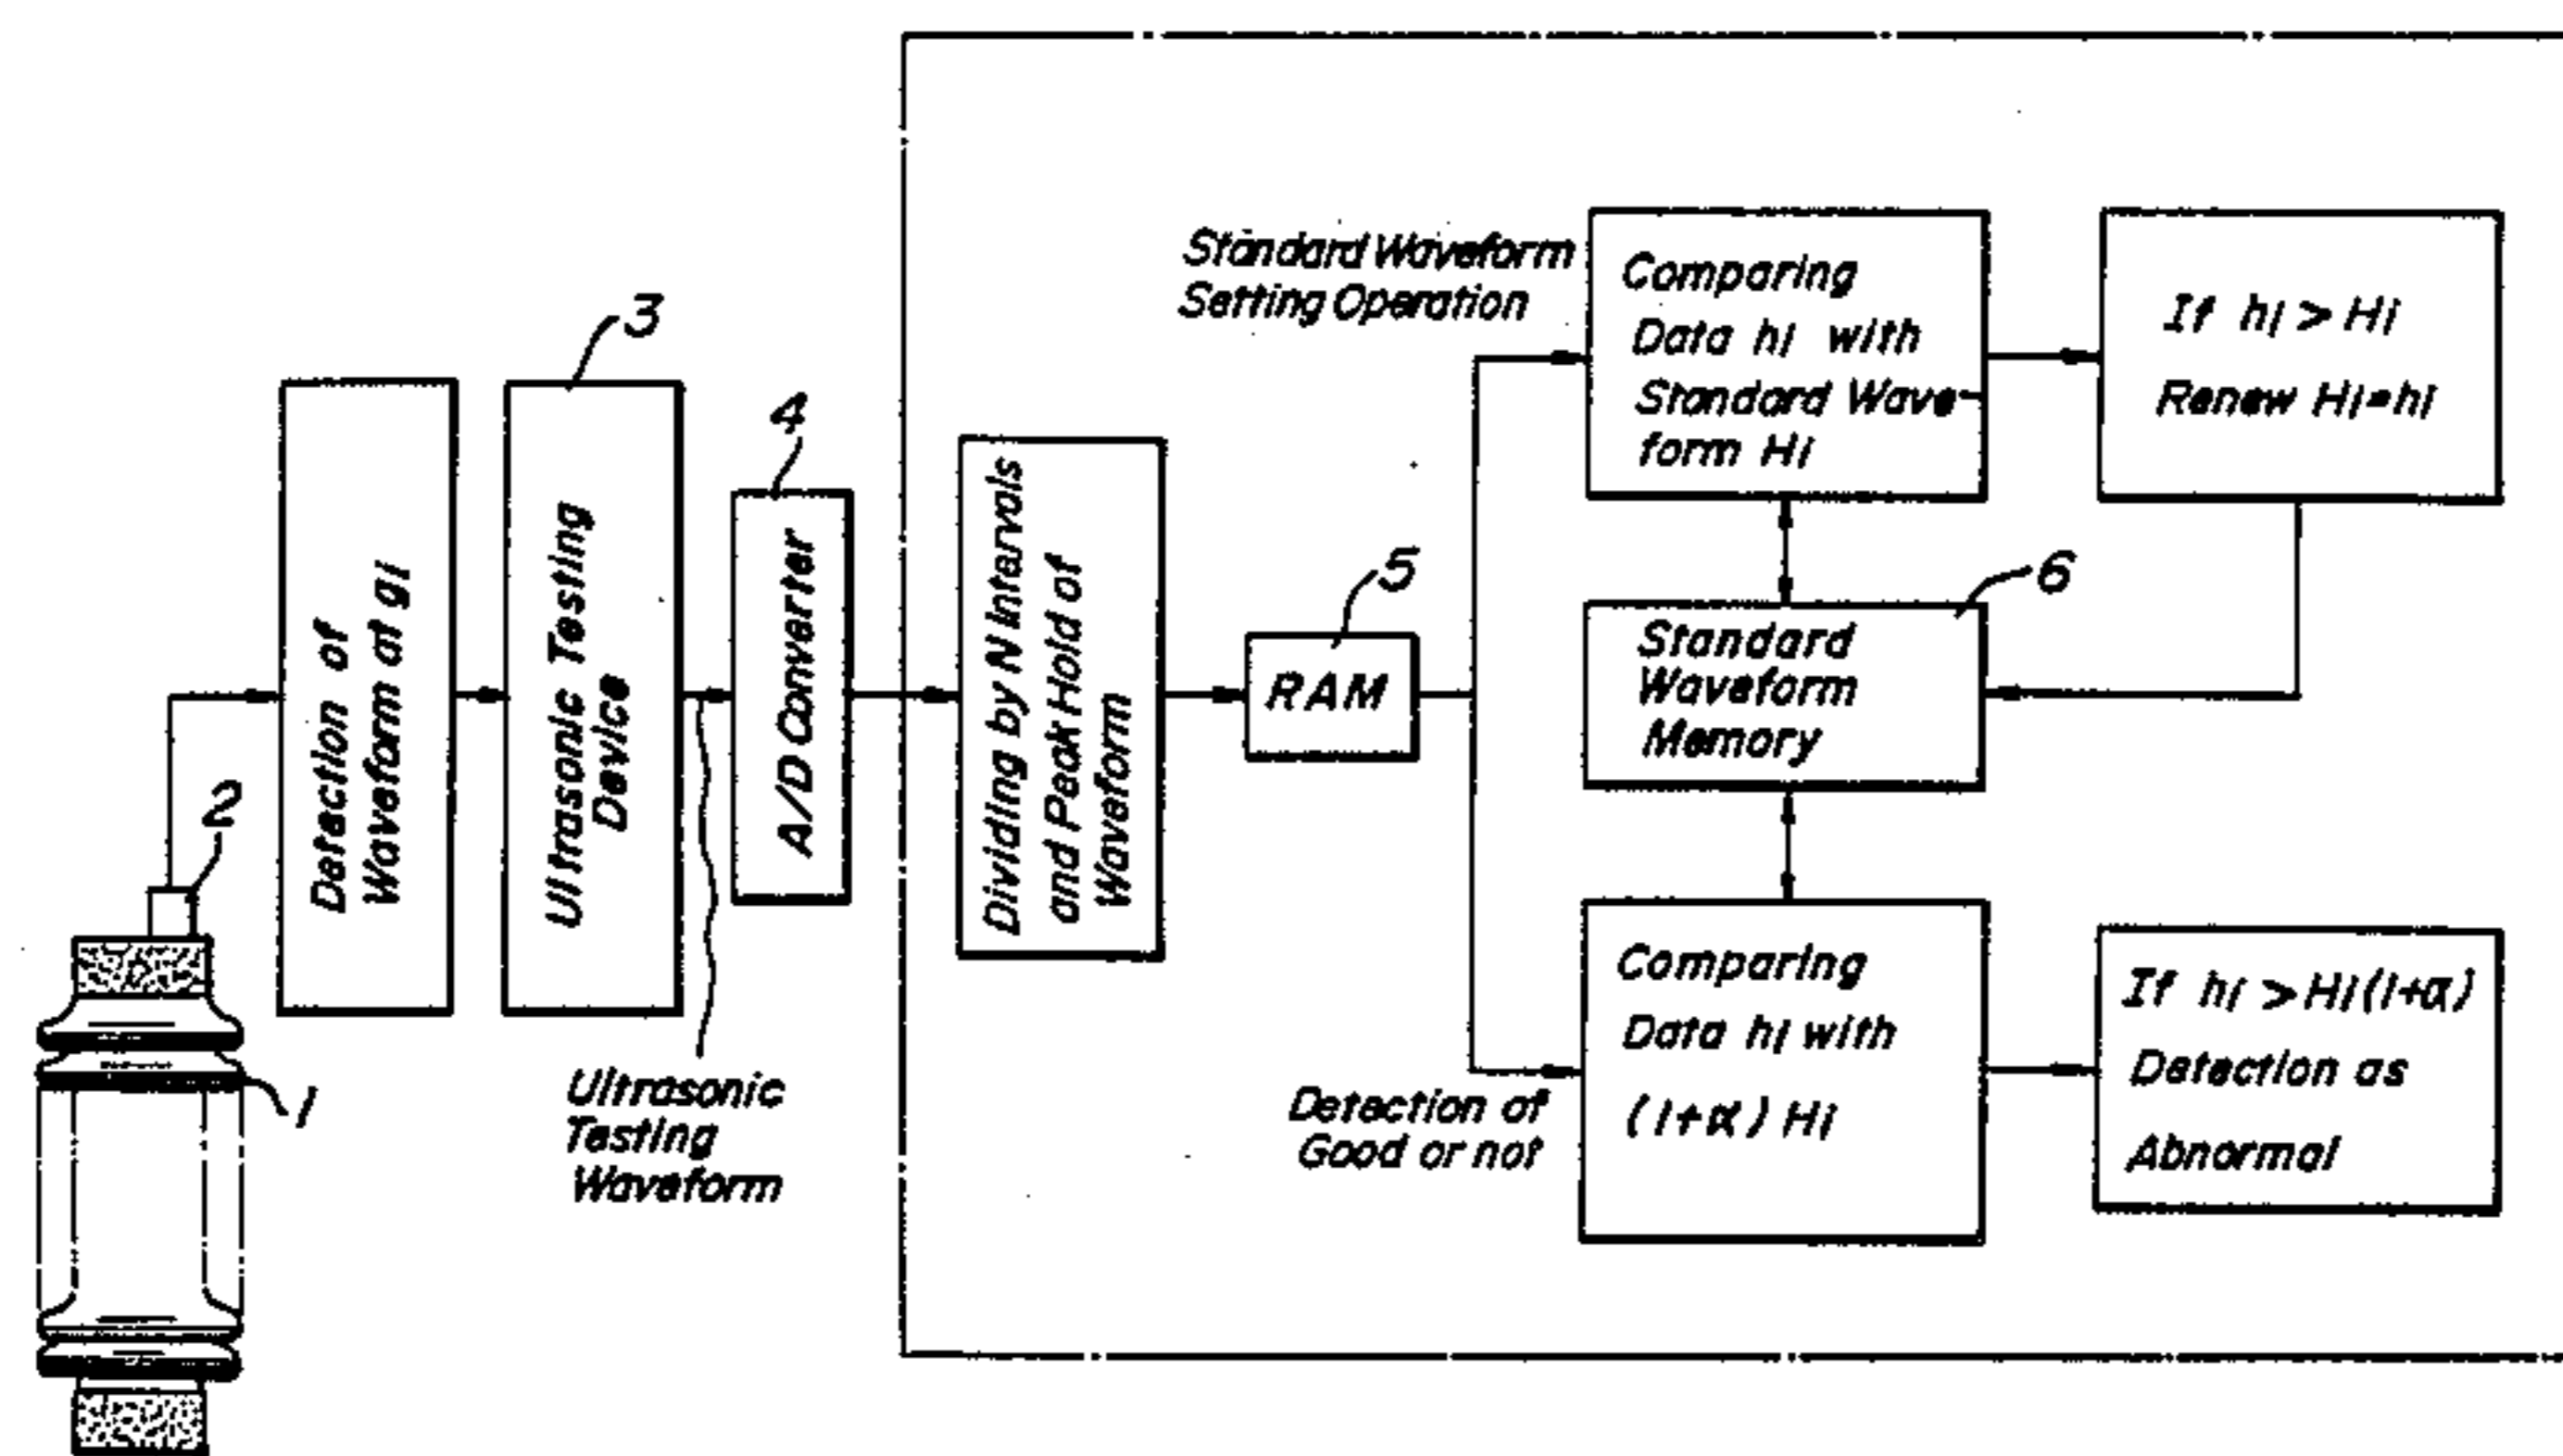 1
2
Detection of
Waveform at gi
3
Ultrasonic Testing
Device
Ultrasonic
Testing
Waveform
4
A/D Converter
Dividing by N Intervals
and Peak Hold of
Waveform
5
RAM
Standard Waveform
Setting Operation
Comparing
Data hi with
Standard Wave-
form Hi
If hi > Hi
Renew Hi=hi
6
Standard
Waveform
Memory
Detection of
Good or not
Comparing
Data hi with
(1+α) Hi
If hi > Hi(1+α)
Detection as
Abnormal